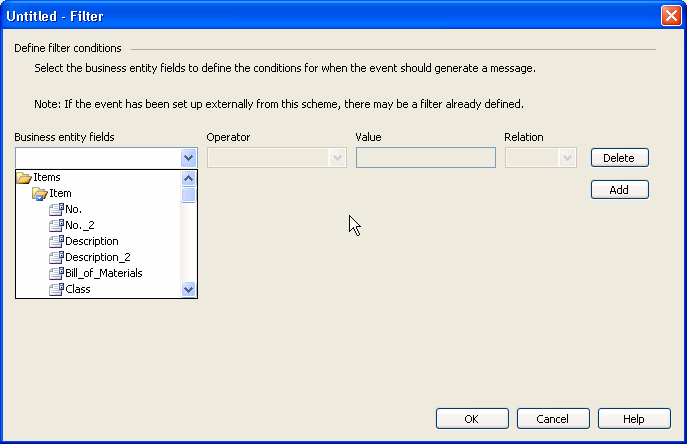 Untitled - Filter
Define filter conditions
Select the business entity fields to define the conditions for when the event should generate a message.
Note: If the event has been set up externally from this scheme, there may be a filter already defined.
Business entity fields Operator Value Relation
Delete
Items
Add
Item
No.
No._2
Description
Description_2
Bill_of_Materials
Class
OK Cancel Help